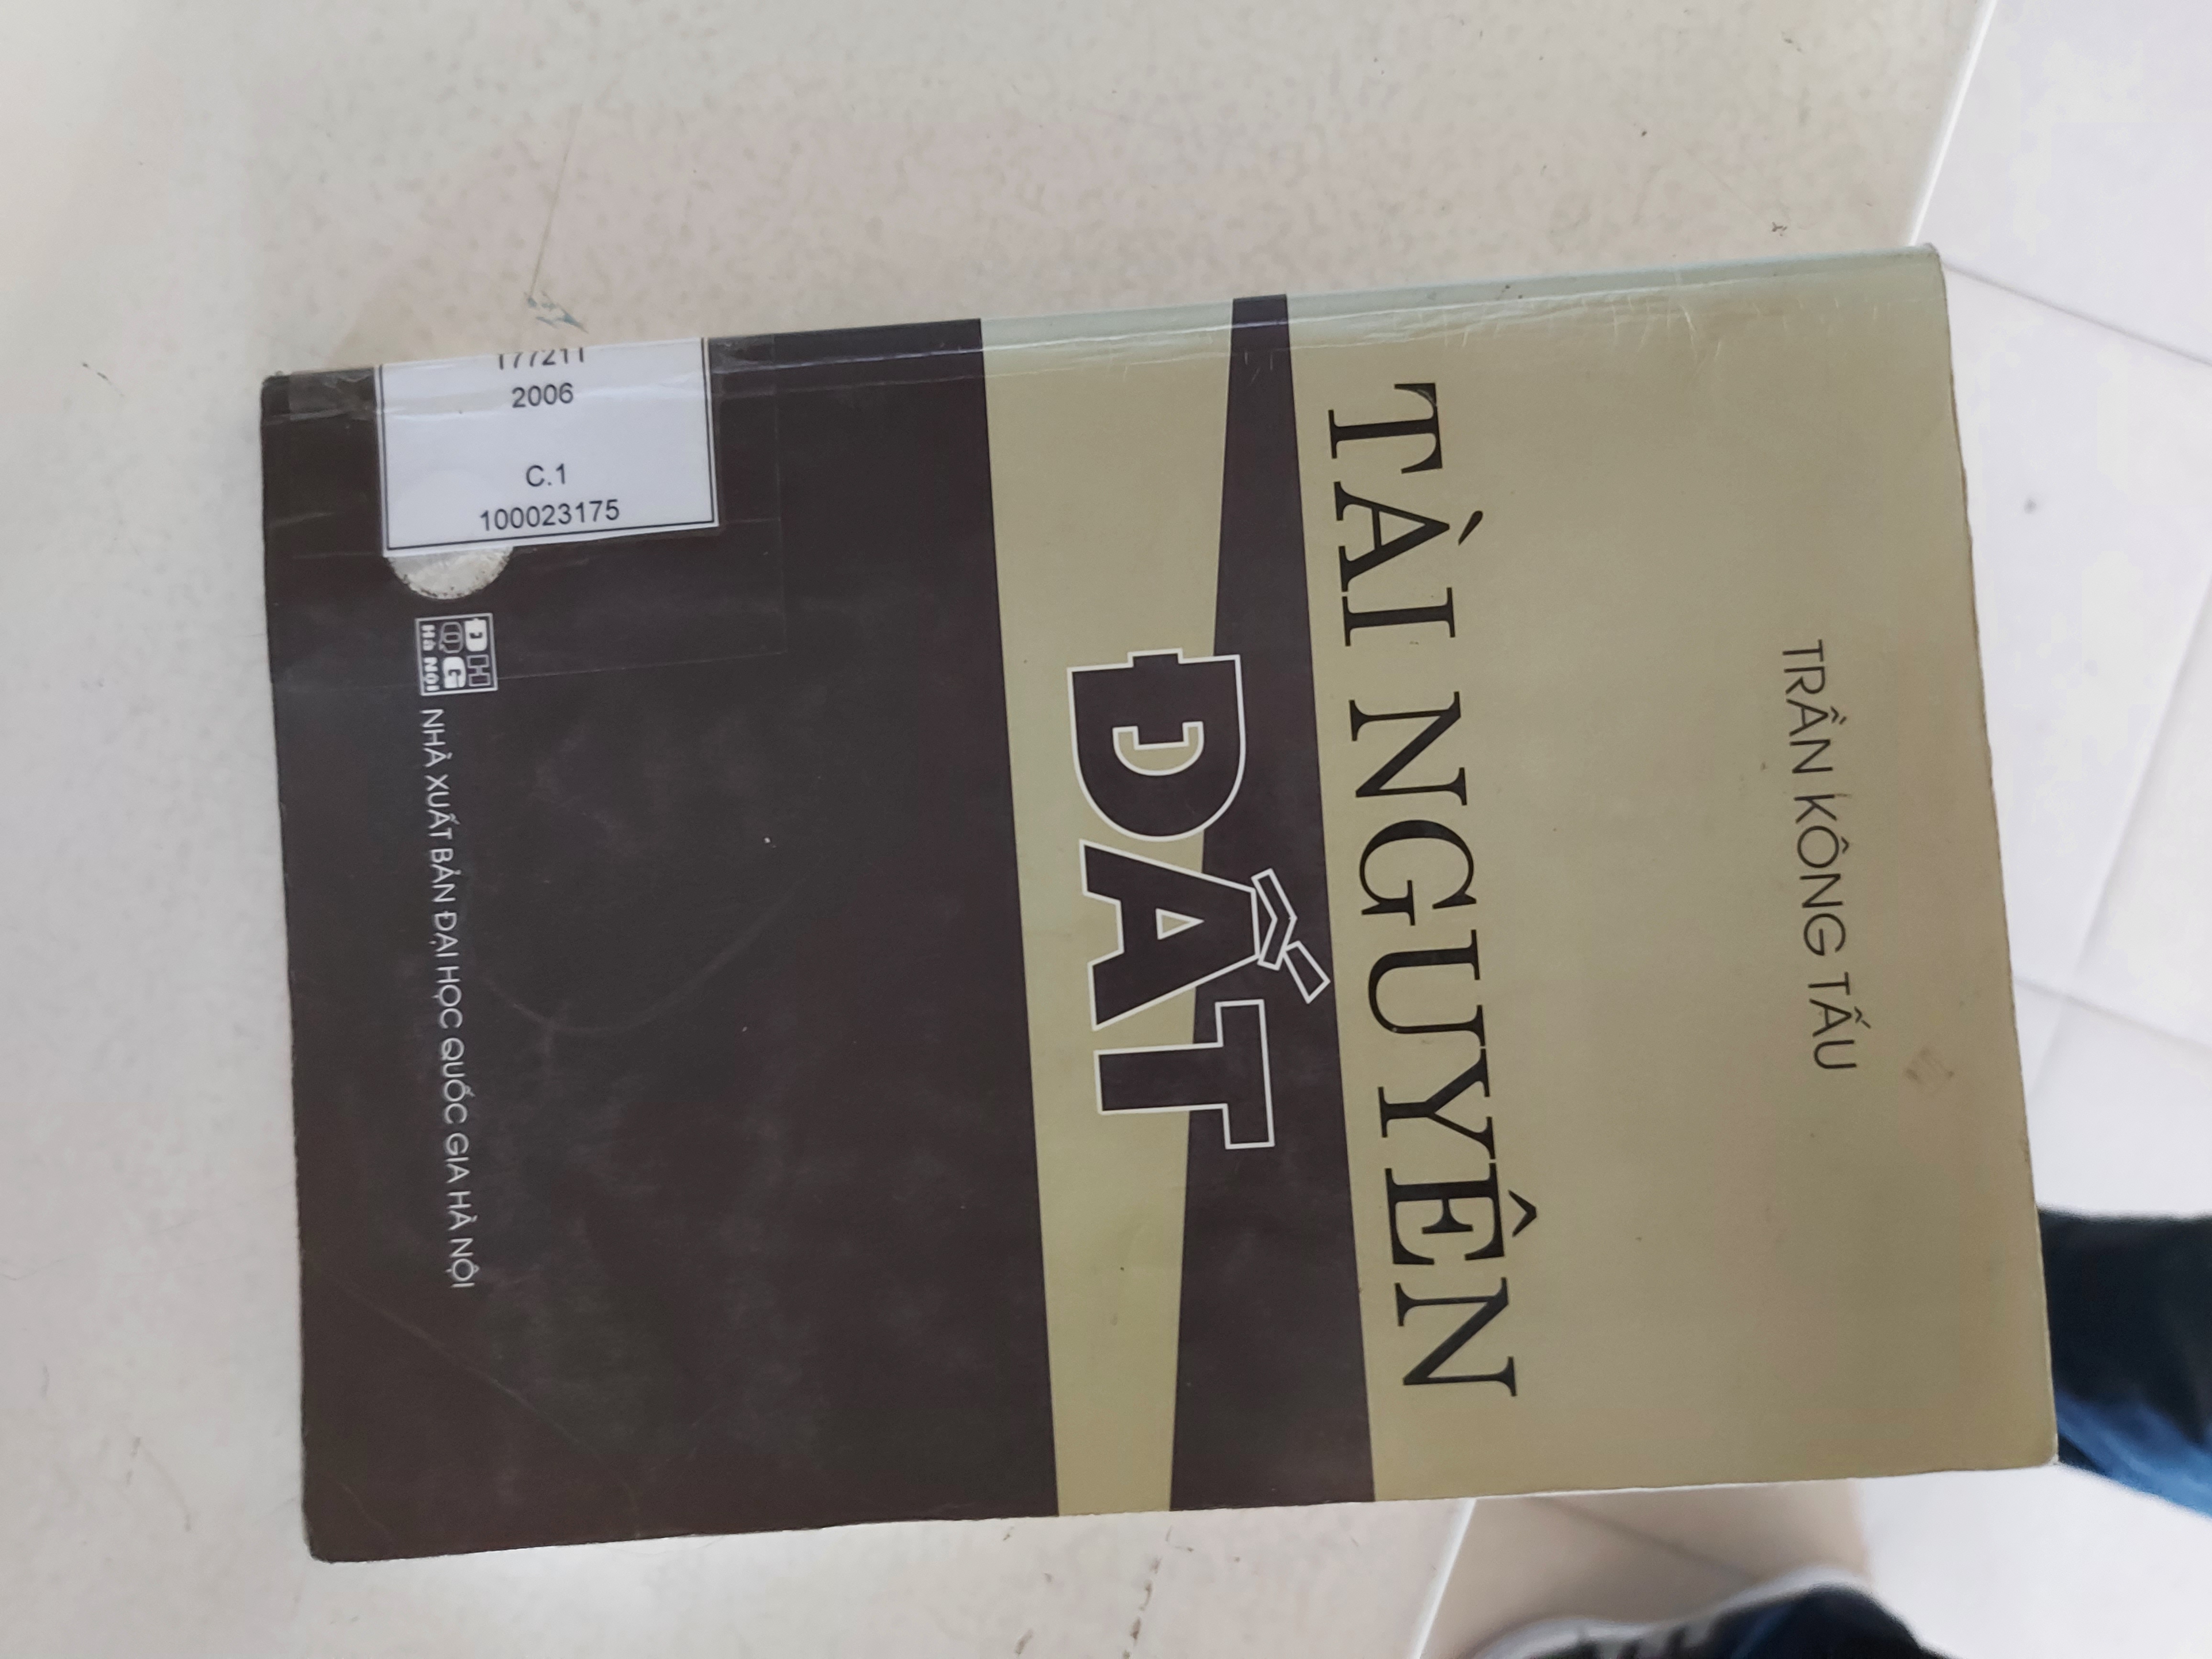 TRẦN KÔNG TẤU
TÀI NGUYÊN
ĐẤT
2006
C.1
100023175
ĐH
QG
Hà Nội
NHÀ XUẤT BẢN ĐẠI HỌC QUỐC GIA HÀ NỘI